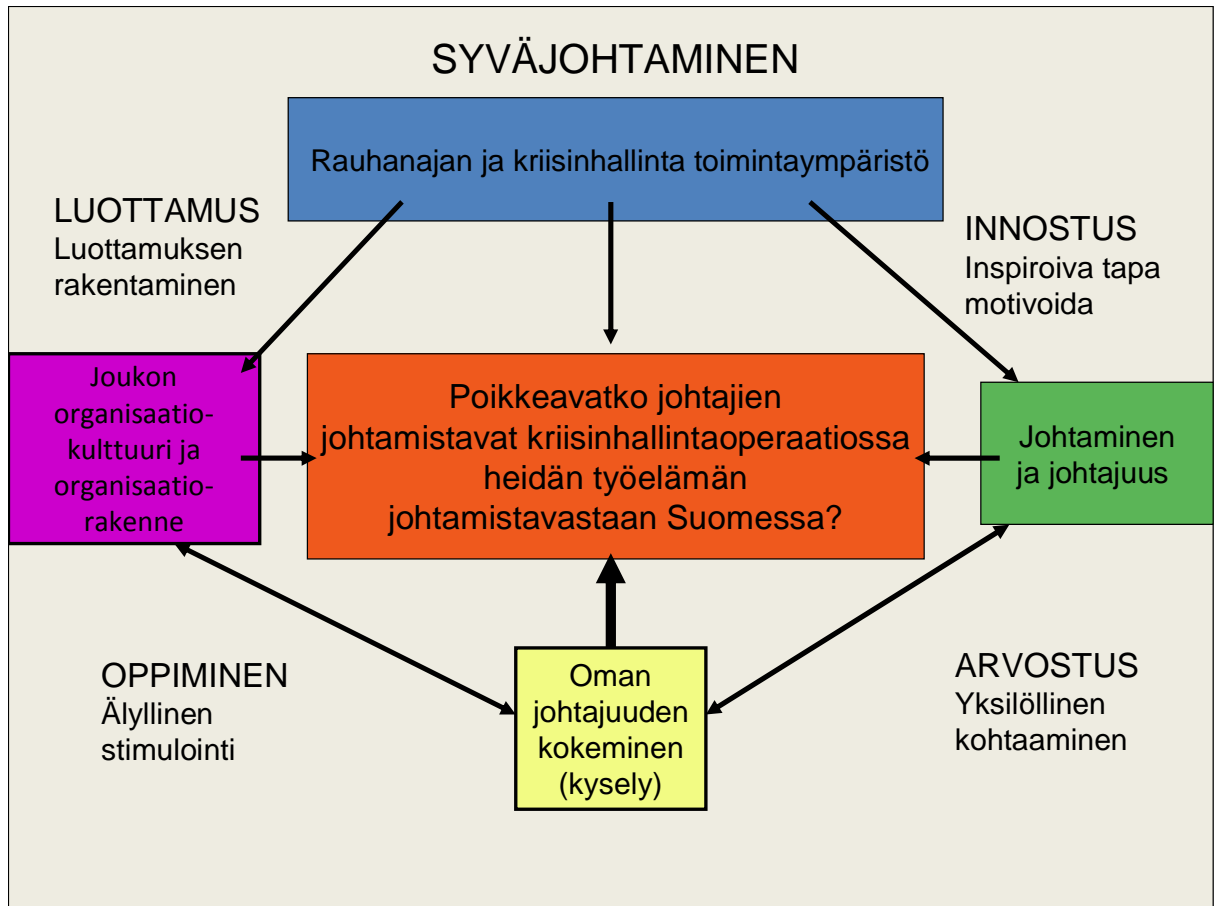 SYVÄJOHTAMINEN
Rauhanajan ja kriisinhallinta toimintaympäristö
LUOTTAMUS
Luottamuksen
rakentaminen
INNOSTUS
Inspiroiva tapa
motivoida
Joukon
organisaatio-
kulttuuri ja
organisaatio-
rakenne
Poikkeavatko johtajien
johtamistavat kriisinhallintaoperaatiossa
heidän työelämän
johtamistavastaan Suomessa?
Johtaminen
ja johtajuus
OPPIMINEN
Älyllinen
stimulointi
Oman
johtajuuden
kokeminen
(kysely)
ARVOSTUS
Yksilöllinen
kohtaaminen